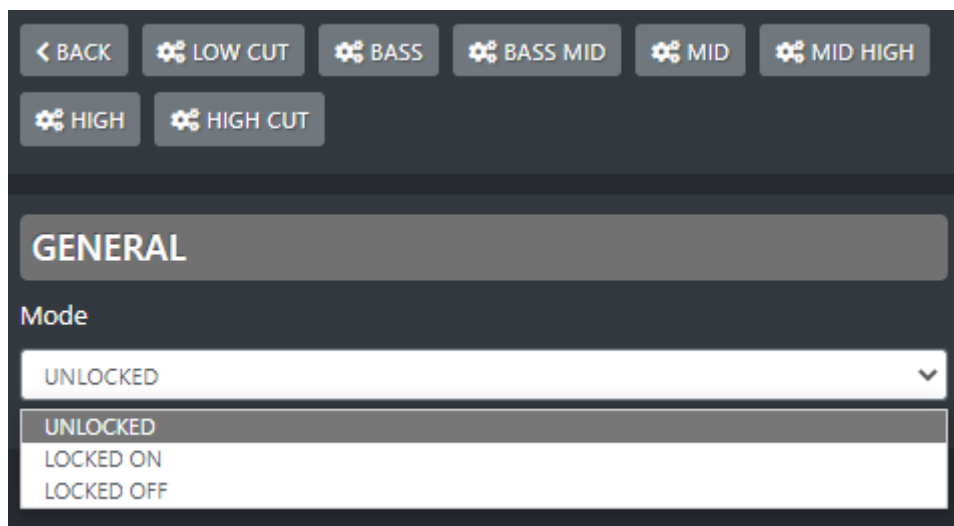 BACK LOW CUT BASS BASS MID MID MID HIGH
HIGH HIGH CUT
GENERAL
Mode
UNLOCKED
UNLOCKED
LOCKED ON
LOCKED OFF